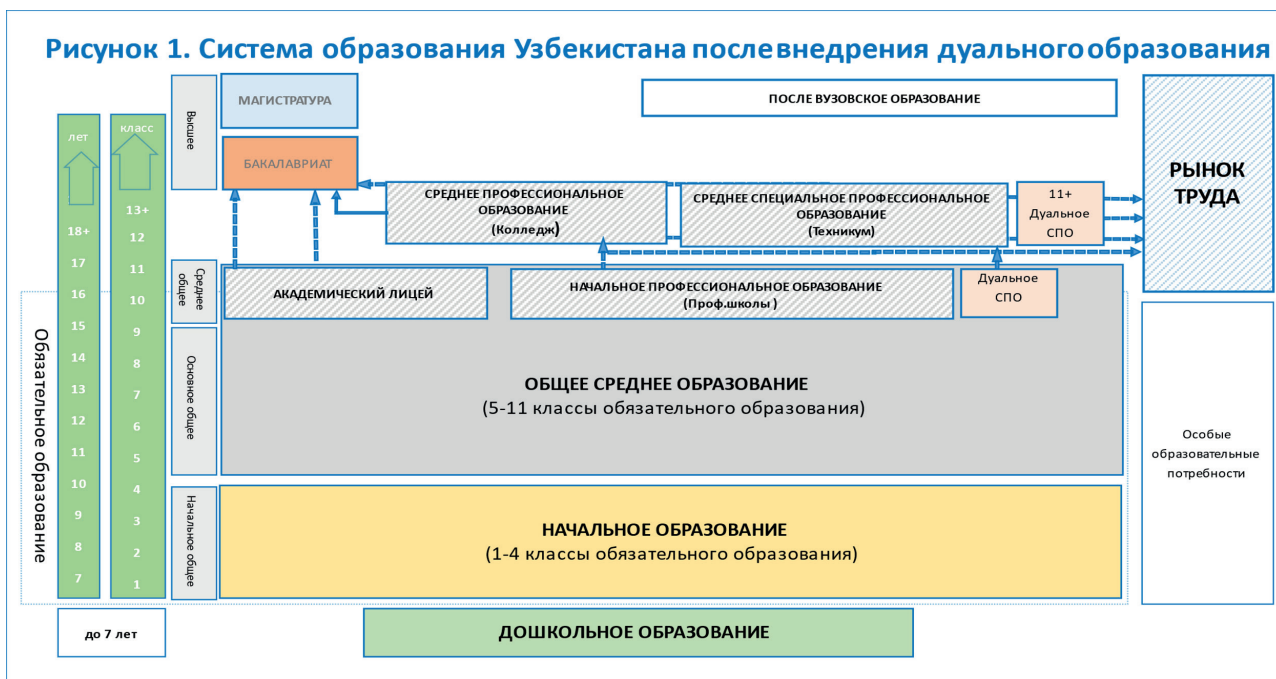 Рисунок 1. Система образования Узбекистана после внедрения дуального образования
лет
класс
Высшее
МАГИСТРАТУРА
ПОСЛЕ ВУЗОВСКОЕ ОБРАЗОВАНИЕ
РЫНОК
ТРУДА
БАКАЛАВРИАТ
СРЕДНЕЕ ПРОФЕССИОНАЛЬНОЕ
ОБРАЗОВАНИЕ
(Колледж)
СРЕДНЕЕ СПЕЦИАЛЬНОЕ ПРОФЕССИОНАЛЬНОЕ
ОБРАЗОВАНИЕ
(Техникум)
11+
Дуальное
СПО
18+
17
16
15
14
13
12
11
10
9
8
7
13+
12
11
10
9
8
7
6
5
4
3
2
1
Обязательное образование
Среднее
общее
АКАДЕМИЧЕСКИЙ ЛИЦЕЙ
НАЧАЛЬНОЕ ПРОФЕССИОНАЛЬНОЕ ОБРАЗОВАНИЕ
(Проф.школы )
Дуальное
СПО
Основное общее
ОБЩЕЕ СРЕДНЕЕ ОБРАЗОВАНИЕ
(5-11 классы обязательного образования)
Особые
образовательные
потребности
Начальное общее
НАЧАЛЬНОЕ ОБРАЗОВАНИЕ
(1-4 классы обязательного образования)
до 7 лет
ДОШКОЛЬНОЕ ОБРАЗОВАНИЕ